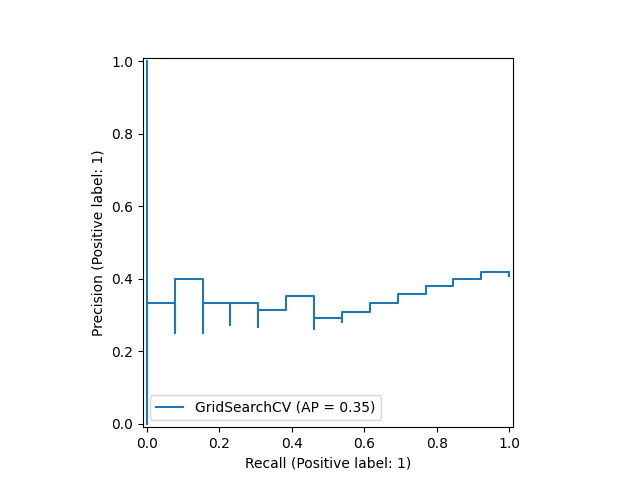 1.0
0.8
0.6
0.4
0.2
0.0
Precision (Positive label: 1)
GridSearchCV (AP = 0.35)
0.0 0.2 0.4 0.6 0.8 1.0
Recall (Positive label: 1)